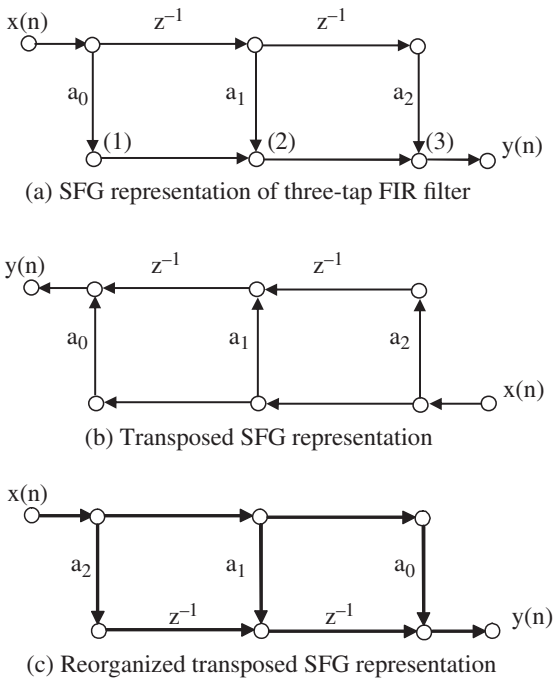 x(n) z⁻¹ z⁻¹
a₀ a₁ a₂
(1) (2) (3) y(n)
(a) SFG representation of three-tap FIR filter
y(n) z⁻¹ z⁻¹
a₀ a₁ a₂
x(n)
(b) Transposed SFG representation
x(n)
a₂ a₁ a₀
z⁻¹ z⁻¹ y(n)
(c) Reorganized transposed SFG representation